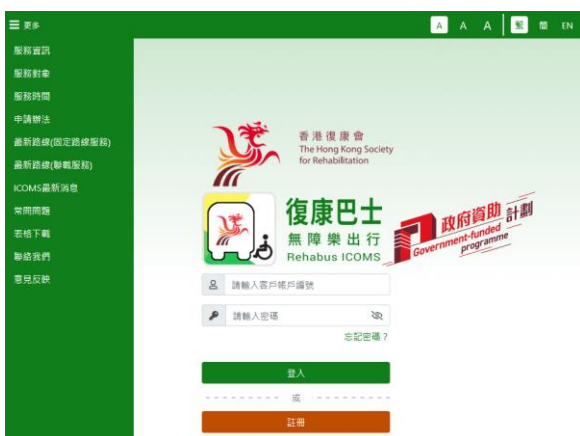 更多
A A A 繁 簡 EN
服務資訊
服務對象
服務時間
申請辦法
最新路線(固定路線服務)
最新路線(聯載服務)
ICOMS最新消息
常問問題
表格下載
聯絡我們
意見反映
香港復康會
The Hong Kong Society
for Rehabilitation
復康巴士
無障樂出行
Rehabus ICOMS
政府資助計劃
Government-funded
programme
請輸入客戶帳戶編號
請輸入密碼
忘記密碼？
登入
或
註冊